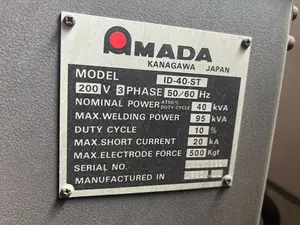 AMADA
KANAGAWA JAPAN
MODEL ID-40-ST
200 V 3 PHASE 50/60 Hz
NOMINAL POWER AT 50% DUTY CYCLE 40 kVA
MAX. WELDING POWER 95 kVA
DUTY CYCLE 10 %
MAX. SHORT CURRENT 20 kA
MAX. ELECTRODE FORCE 500 Kgf
SERIAL NO.
MANUFACTURED IN